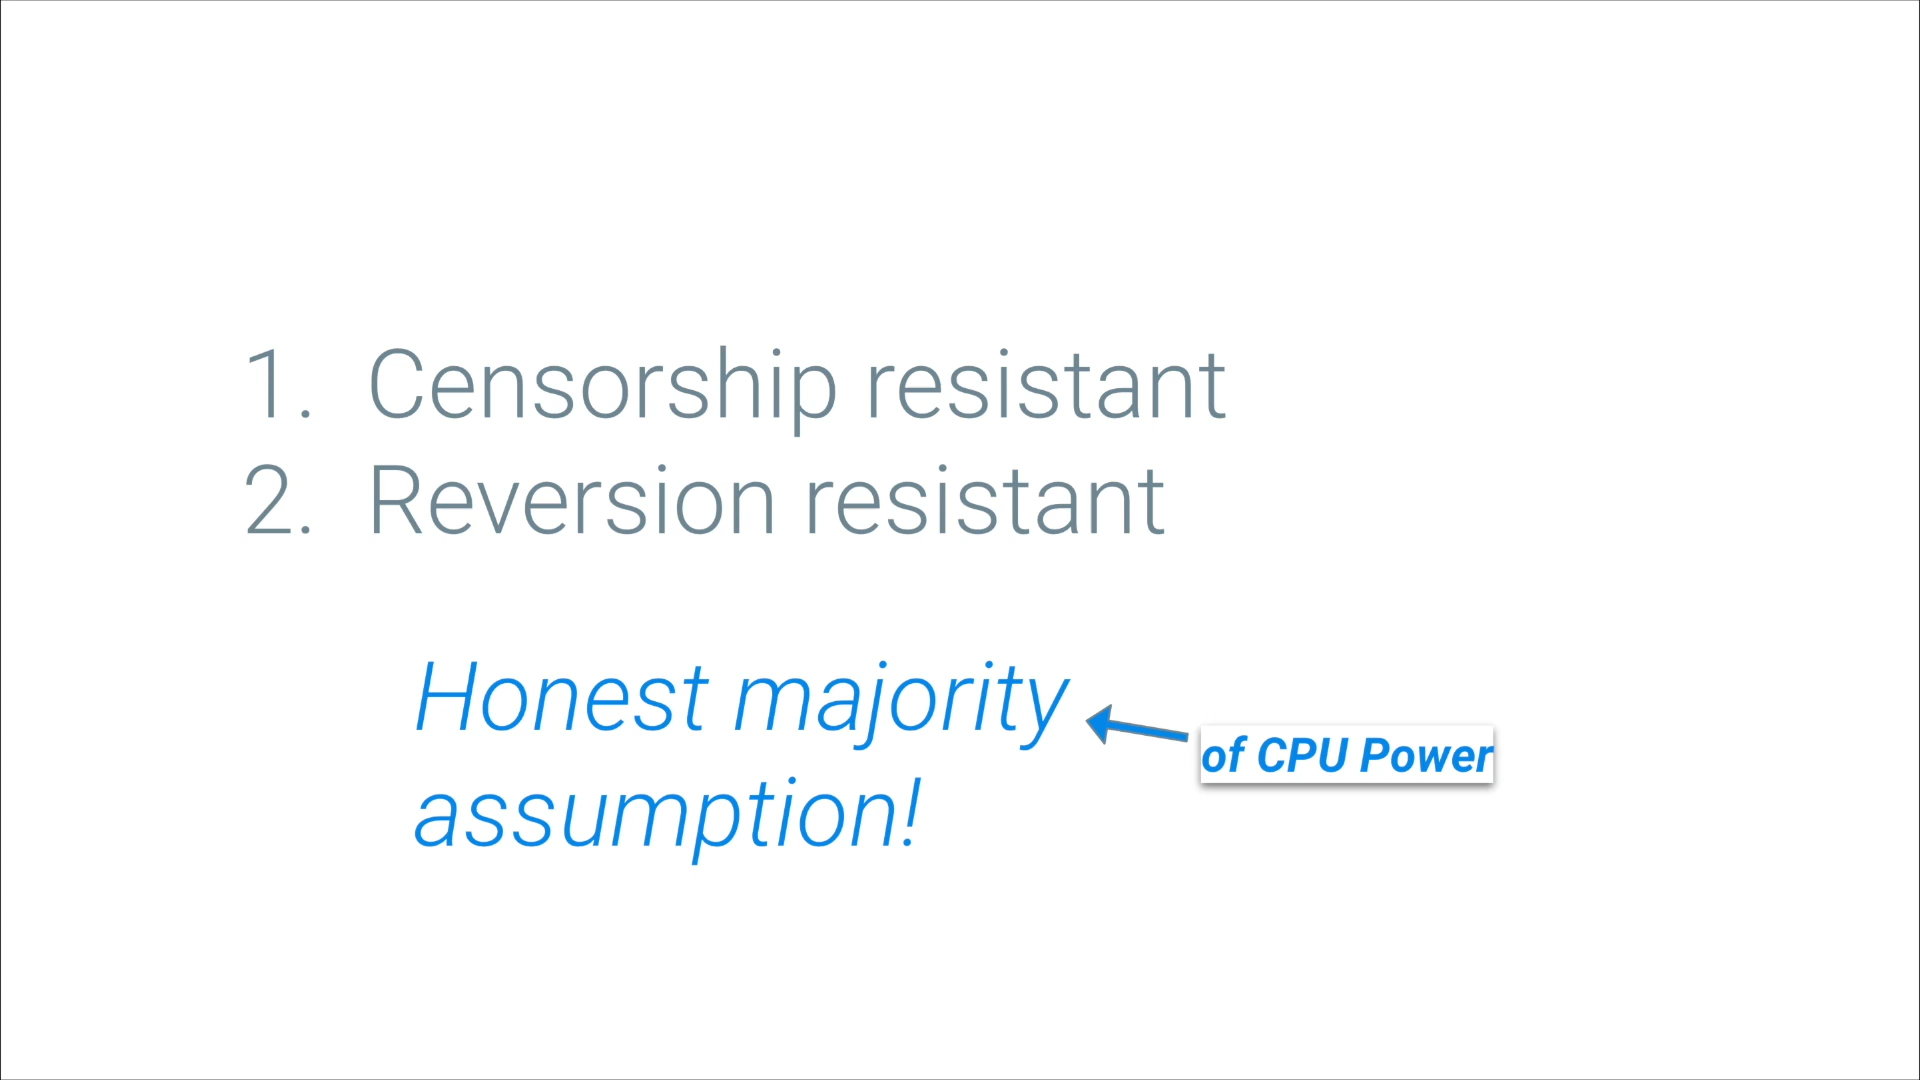 1. Censorship resistant
2. Reversion resistant
Honest majority
of CPU Power
assumption!